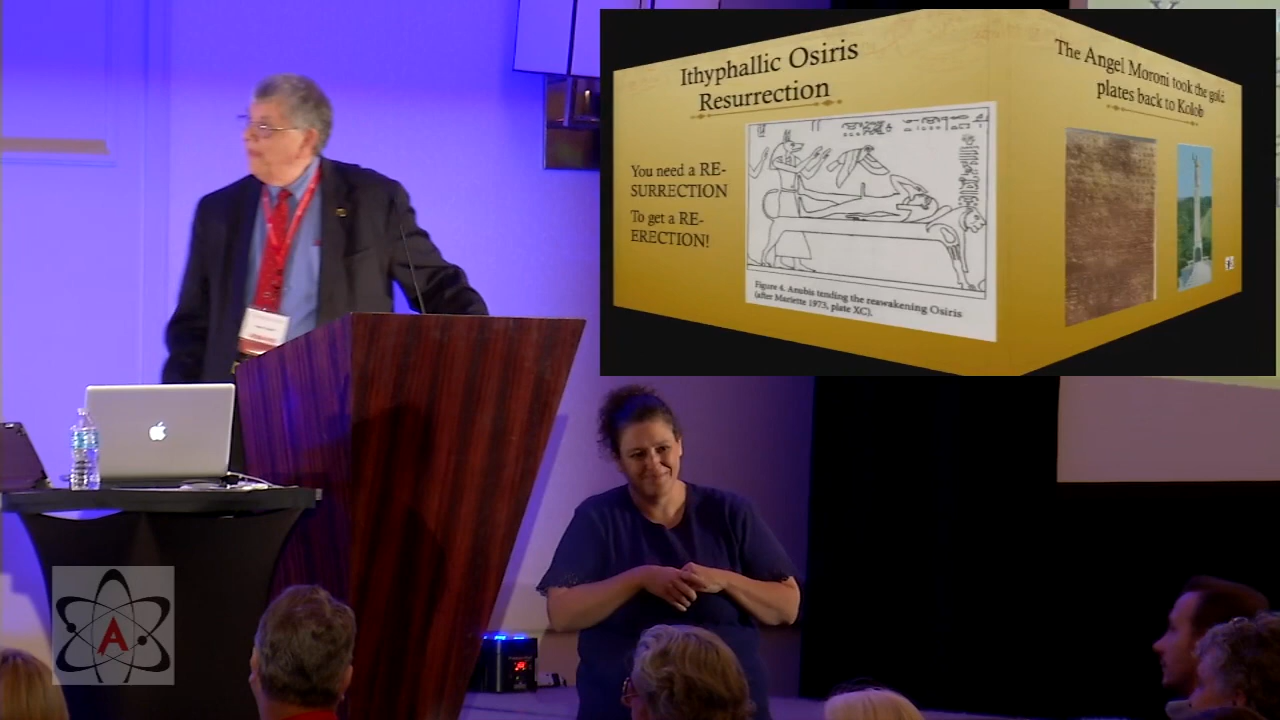 Ithyphallic Osiris
Resurrection
You need a RE-
SURRECTION
To get a RE-
ERECTION!
Figure 4. Anubis tending the reawakening Osiris
(after Mariette 1973, plate XC).
The Angel Moroni took the gold
plates back to Kolob
A